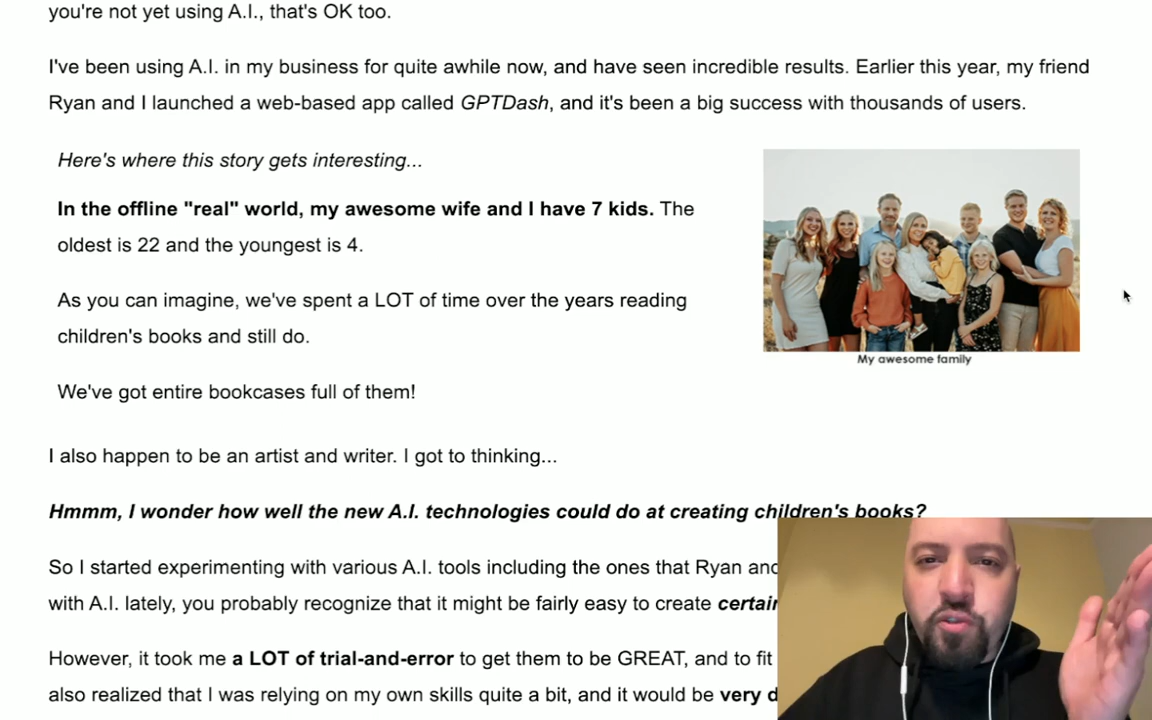 you're not yet using A.I., that's OK too.
I've been using A.I. in my business for quite awhile now, and have seen incredible results. Earlier this year, my friend
Ryan and I launched a web-based app called GPTDash, and it's been a big success with thousands of users.
Here's where this story gets interesting...
In the offline "real" world, my awesome wife and I have 7 kids. The
oldest is 22 and the youngest is 4.
As you can imagine, we've spent a LOT of time over the years reading
children's books and still do.
We've got entire bookcases full of them!
My awesome family
I also happen to be an artist and writer. I got to thinking...
Hmmm, I wonder how well the new A.I. technologies could do at creating children's books?
So I started experimenting with various A.I. tools including the ones that Ryan and
with A.I. lately, you probably recognize that it might be fairly easy to create certain
However, it took me a LOT of trial-and-error to get them to be GREAT, and to fit
also realized that I was relying on my own skills quite a bit, and it would be very